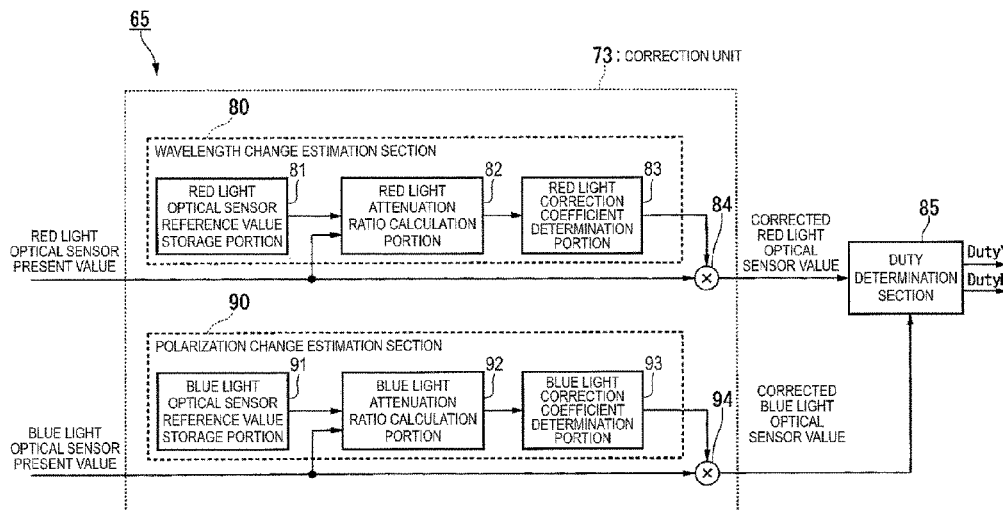 65
73: CORRECTION UNIT
80
WAVELENGTH CHANGE ESTIMATION SECTION
81
RED LIGHT
OPTICAL SENSOR
REFERENCE VALUE
STORAGE PORTION
82
RED LIGHT
ATTENUATION
RATIO CALCULATION
PORTION
83
RED LIGHT
CORRECTION
COEFFICIENT
DETERMINATION
PORTION
84
RED LIGHT
OPTICAL SENSOR
PRESENT VALUE
CORRECTED
RED LIGHT
OPTICAL
SENSOR VALUE
85
DUTY
DETERMINATION
SECTION
90
POLARIZATION CHANGE ESTIMATION SECTION
91
BLUE LIGHT
OPTICAL SENSOR
REFERENCE VALUE
STORAGE PORTION
92
BLUE LIGHT
ATTENUATION
RATIO CALCULATION
PORTION
93
BLUE LIGHT
CORRECTION
COEFFICIENT
DETERMINATION
PORTION
94
BLUE LIGHT
OPTICAL SENSOR
PRESENT VALUE
CORRECTED
BLUE LIGHT
OPTICAL
SENSOR VALUE